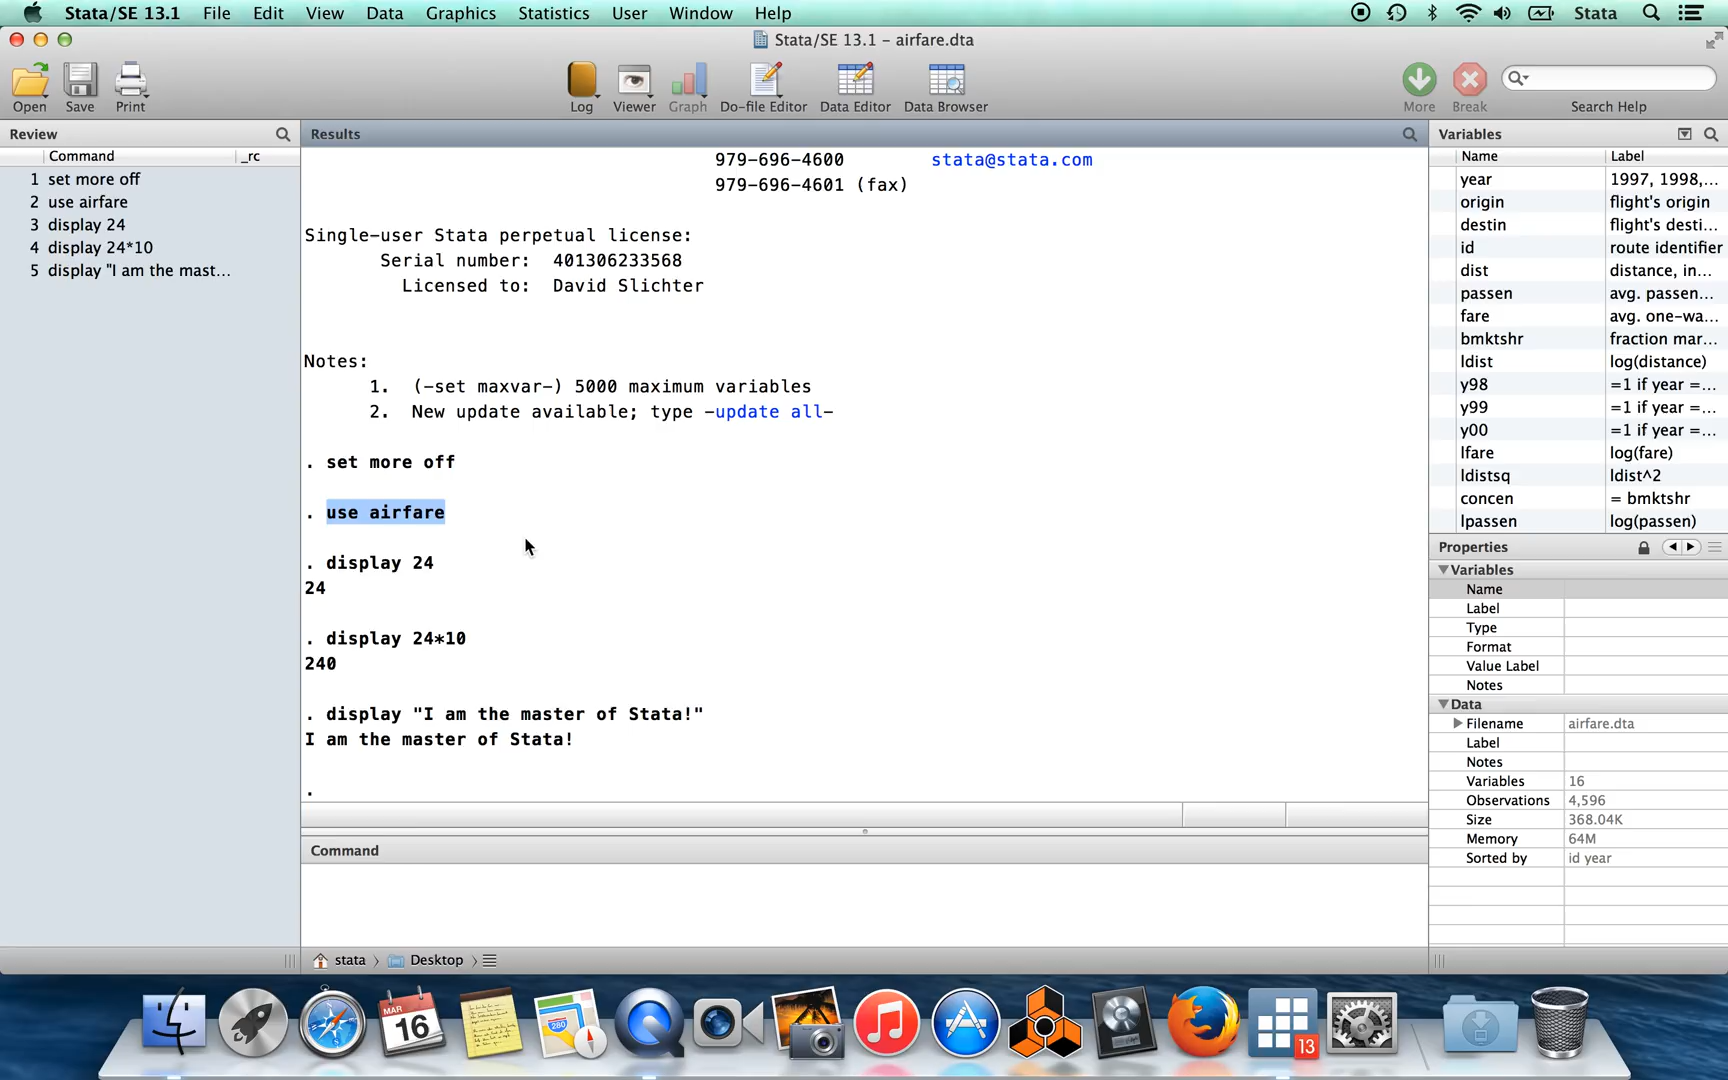 Stata/SE 13.1 File Edit View Data Graphics Statistics User Window Help Stata
Stata/SE 13.1 – airfare.dta
Open Save Print Log Viewer Graph Do-file Editor Data Editor Data Browser More Break Search Help
Review
Command _rc
1 set more off
2 use airfare
3 display 24
4 display 24*10
5 display "I am the mast...
Results
979-696-4600 stata@stata.com
979-696-4601 (fax)
Single-user Stata perpetual license:
Serial number: 401306233568
Licensed to: David Slichter
Notes:
1. (-set maxvar-) 5000 maximum variables
2. New update available; type -update all-
. set more off
. use airfare
. display 24
24
. display 24*10
240
. display "I am the master of Stata!"
I am the master of Stata!
.
Command
stata Desktop
Variables
Name Label
year 1997, 1998,...
origin flight's origin
destin flight's desti...
id route identifier
dist distance, in...
passen avg. passen...
fare avg. one-wa...
bmktshr fraction mar...
ldist log(distance)
y98 =1 if year =...
y99 =1 if year =...
y00 =1 if year =...
lfare log(fare)
ldistsq ldist^2
concen = bmktshr
lpassen log(passen)
Properties
Variables
Name
Label
Type
Format
Value Label
Notes
Data
Filename airfare.dta
Label
Notes
Variables 16
Observations 4,596
Size 368.04K
Memory 64M
Sorted by id year
MAR
16
280
13